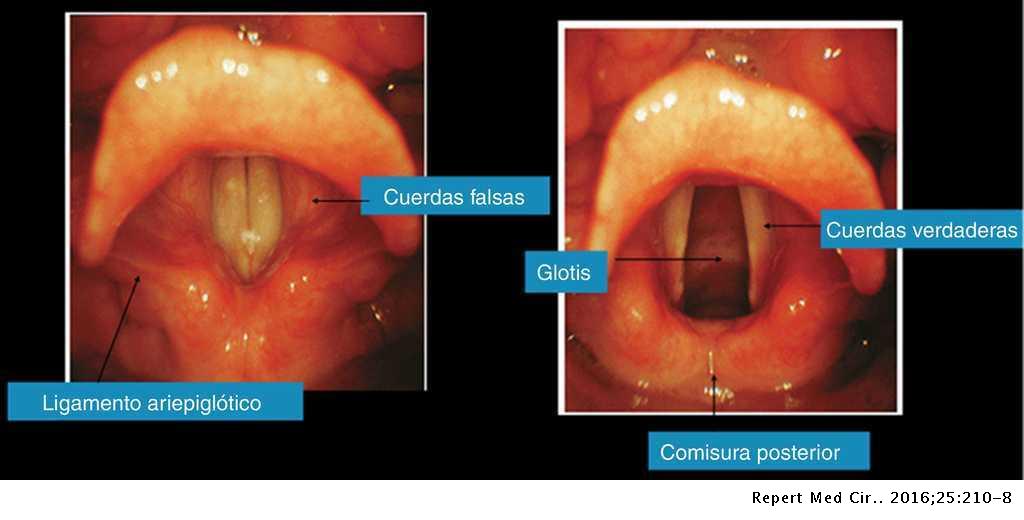 Cuerdas falsas
Ligamento ariepiglótico
Cuerdas verdaderas
Glotis
Comisura posterior
Repert Med Cir.. 2016;25:210–8